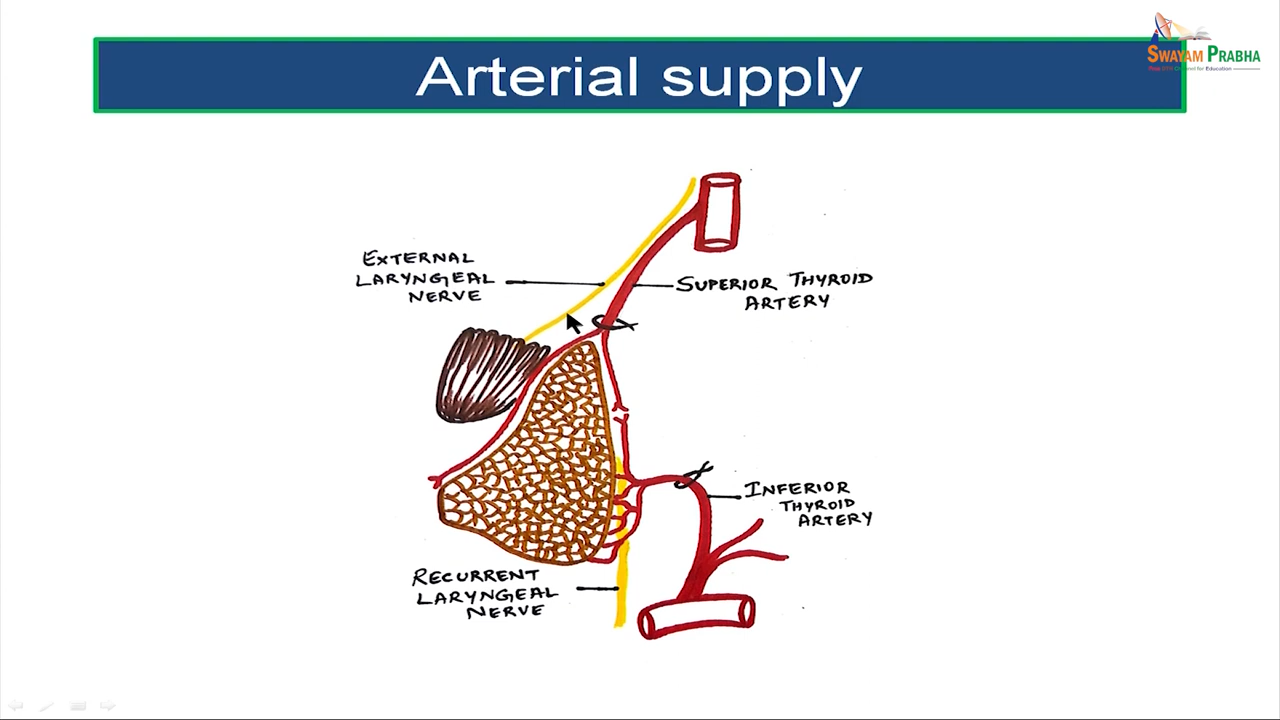 Arterial supply
SWAYAM PRABHA
EXTERNAL
LARYNGEAL
NERVE
SUPERIOR THYROID
ARTERY
INFERIOR
THYROID
ARTERY
RECURRENT
LARYNGEAL
NERVE